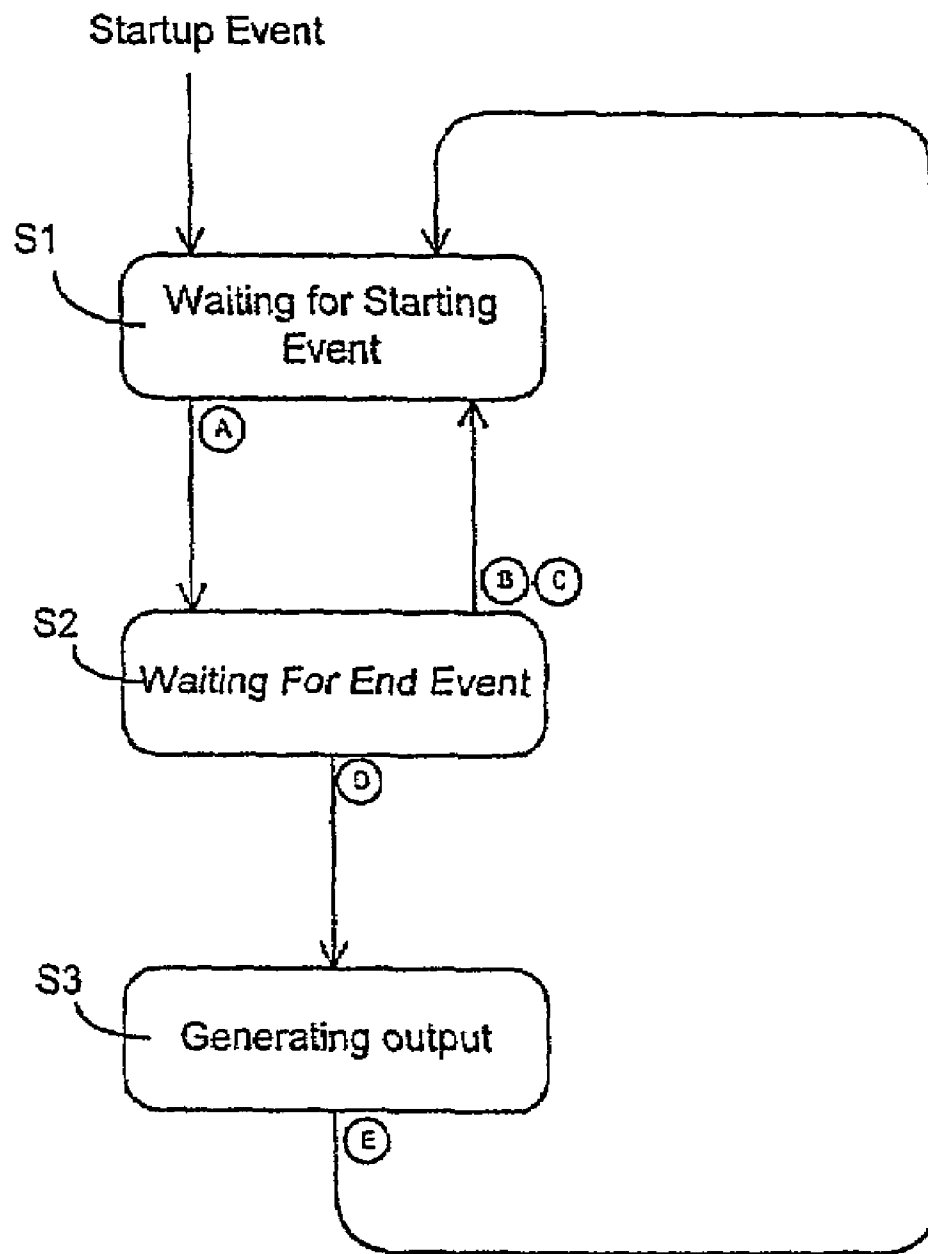 Startup Event
S1
Waiting for Starting
Event
A
B
C
S2
Waiting For End Event
D
S3
Generating output
E